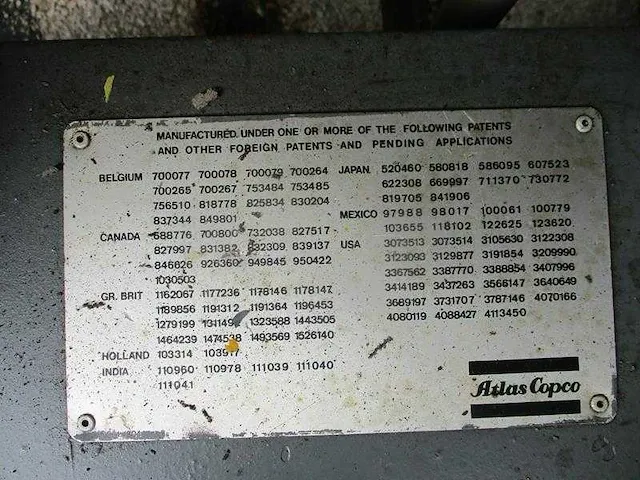 MANUFACTURED UNDER ONE OR MORE OF THE FOLLOWING PATENTS
AND OTHER FOREIGN PATENTS AND PENDING APPLICATIONS
BELGIUM 700077 700078 700079 700264
700265 700267 753484 753485
756510 818778 825834 830204
837344 849801
CANADA 588776 700800 732038 827517
827997 831382 832309 839137
846626 926360 949845 950422
1030503
GR. BRIT 1162067 1177236 1178146 1178147
1189856 1191312 1191364 1196453
1279199 1323588 1443505
1464239 1474538 1493569 1526140
HOLLAND 103314
INDIA 110960 110978 111039 111040
111041
JAPAN 520460 580818 586095 607523
622308 669997 711370 730772
819705 841906
MEXICO 97988 98017 100061 100779
103655 118102 122625 123620
USA 3073513 3073514 3105630 3122308
3123093 3129877 3191854 3209990
3367562 3387770 3388854 3407996
3414189 3437263 3566147 3640649
3689197 3731707 3787146 4070166
4080119 4088427 4113450
Atlas Copco